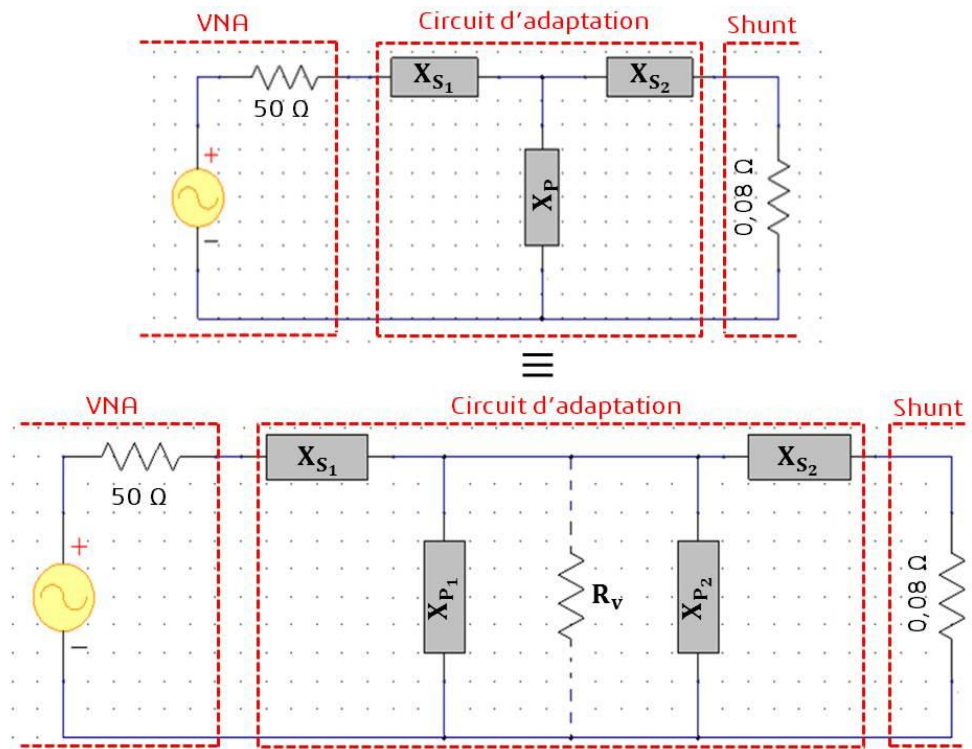 VNA
Circuit d’adaptation
Shunt
X_S₁
X_S₂
50 Ω
+
X_P
0,08 Ω
−
≡
VNA
Circuit d’adaptation
Shunt
X_S₁
X_S₂
50 Ω
+
X_P₁
R_v
X_P₂
0,08 Ω
−